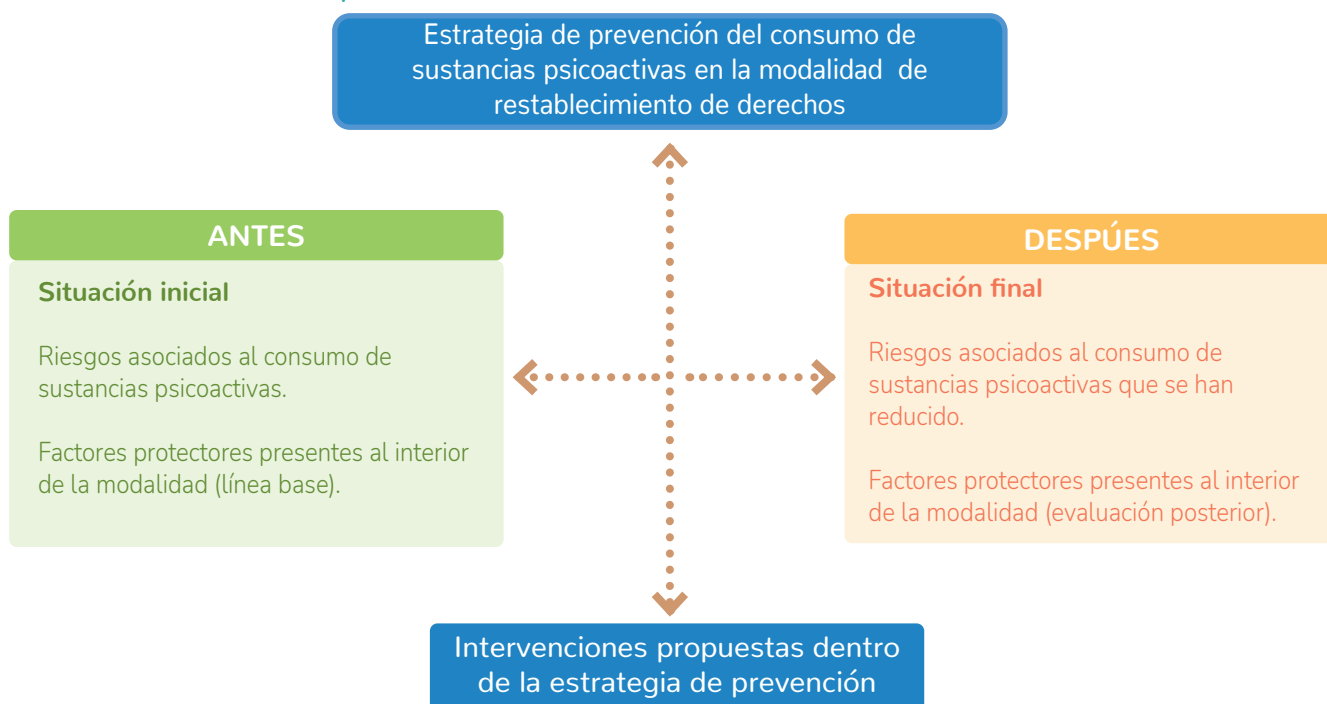 Estrategia de prevención del consumo de
sustancias psicoactivas en la modalidad de
restablecimiento de derechos
ANTES
Situación inicial
Riesgos asociados al consumo de
sustancias psicoactivas.
Factores protectores presentes al interior
de la modalidad (línea base).
DESPÚES
Situación final
Riesgos asociados al consumo de
sustancias psicoactivas que se han
reducido.
Factores protectores presentes al interior
de la modalidad (evaluación posterior).
Intervenciones propuestas dentro
de la estrategia de prevención